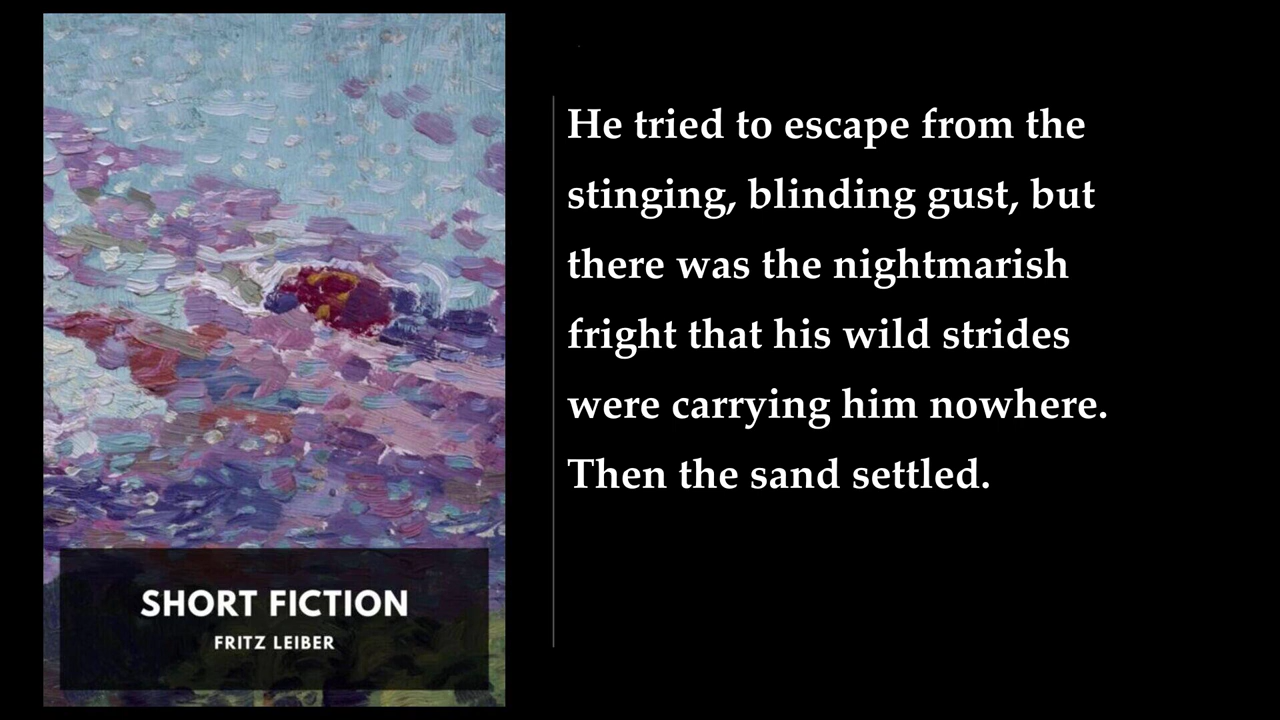 He tried to escape from the
stinging, blinding gust, but
there was the nightmarish
fright that his wild strides
were carrying him nowhere.
Then the sand settled.
SHORT FICTION
FRITZ LEIBER